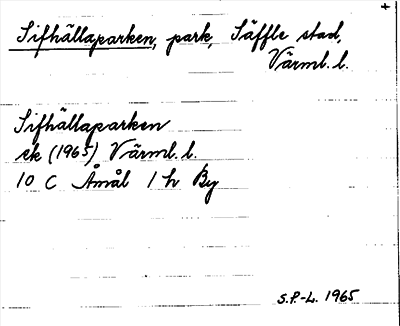 +
Sifhällaparken, park, Säffle stad,
Värml. l.
Sifhällaparken
ek (1965) Värml. l.
10 C Åmål 1 h By
S.P.-L. 1965